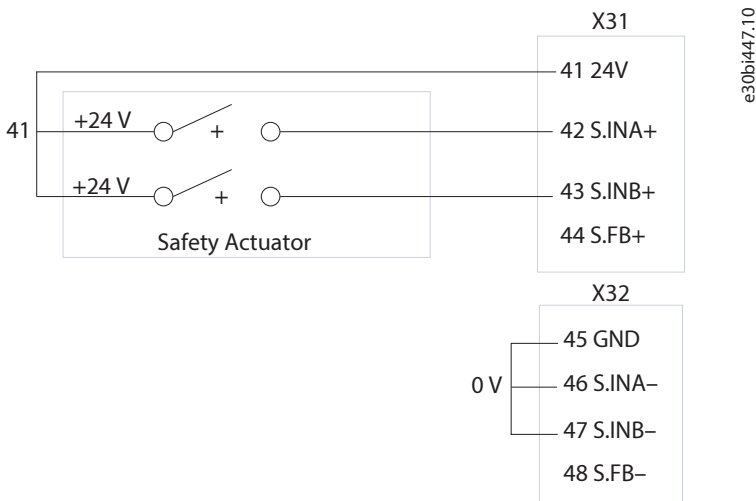 X31
e30bi447.10
41 24V
41
+24 V
+
42 S.INA+
+24 V
+
43 S.INB+
44 S.FB+
Safety Actuator
X32
45 GND
0 V
46 S.INA–
47 S.INB–
48 S.FB–